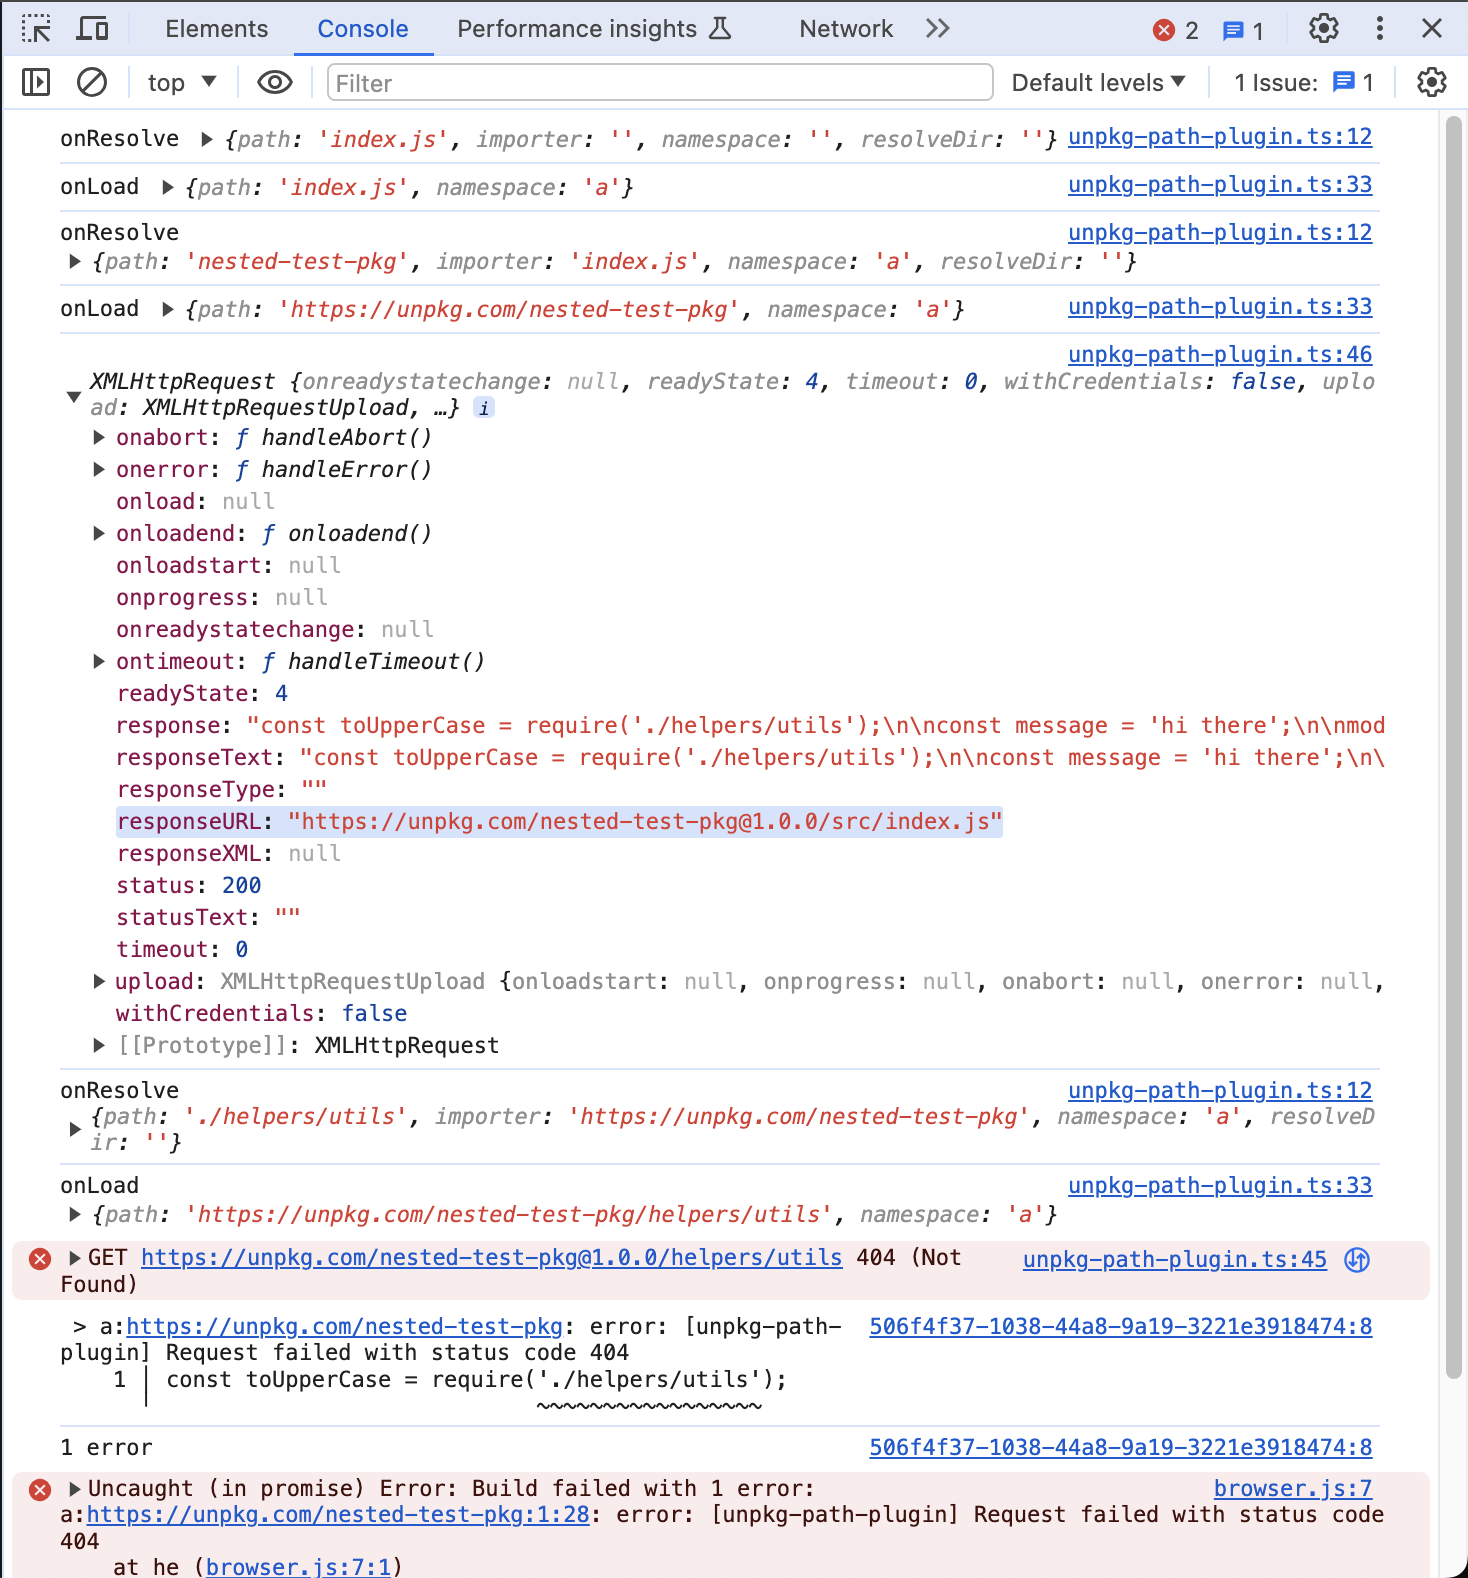 Elements Console Performance insights Network 2 1
top Filter Default levels 1 Issue: 1
onResolve {path: 'index.js', importer: '', namespace: '', resolveDir: ''} unpkg-path-plugin.ts:12
onLoad {path: 'index.js', namespace: 'a'} unpkg-path-plugin.ts:33
onResolve unpkg-path-plugin.ts:12
{path: 'nested-test-pkg', importer: 'index.js', namespace: 'a', resolveDir: ''}
onLoad {path: 'https://unpkg.com/nested-test-pkg', namespace: 'a'} unpkg-path-plugin.ts:33
unpkg-path-plugin.ts:46
XMLHttpRequest {onreadystatechange: null, readyState: 4, timeout: 0, withCredentials: false, uplo
ad: XMLHttpRequestUpload, …} i
onabort: ƒ handleAbort()
onerror: ƒ handleError()
onload: null
onloadend: ƒ onloadend()
onloadstart: null
onprogress: null
onreadystatechange: null
ontimeout: ƒ handleTimeout()
readyState: 4
response: "const toUpperCase = require('./helpers/utils');\n\nconst message = 'hi there';\n\nmod
responseText: "const toUpperCase = require('./helpers/utils');\n\nconst message = 'hi there';\n\
responseType: ""
responseURL: "https://unpkg.com/nested-test-pkg@1.0.0/src/index.js"
responseXML: null
status: 200
statusText: ""
timeout: 0
upload: XMLHttpRequestUpload {onloadstart: null, onprogress: null, onabort: null, onerror: null,
withCredentials: false
[[Prototype]]: XMLHttpRequest
onResolve unpkg-path-plugin.ts:12
{path: './helpers/utils', importer: 'https://unpkg.com/nested-test-pkg', namespace: 'a', resolveD
ir: ''}
onLoad unpkg-path-plugin.ts:33
{path: 'https://unpkg.com/nested-test-pkg/helpers/utils', namespace: 'a'}
GET https://unpkg.com/nested-test-pkg@1.0.0/helpers/utils 404 (Not unpkg-path-plugin.ts:45
Found)
> a:https://unpkg.com/nested-test-pkg: error: [unpkg-path- 506f4f37-1038-44a8-9a19-3221e3918474:8
plugin] Request failed with status code 404
1 │ const toUpperCase = require('./helpers/utils');
│ ~~~~~~~~~~~~~~~~~
1 error 506f4f37-1038-44a8-9a19-3221e3918474:8
Uncaught (in promise) Error: Build failed with 1 error: browser.js:7
a:https://unpkg.com/nested-test-pkg:1:28: error: [unpkg-path-plugin] Request failed with status code
404
at he (browser.js:7:1)